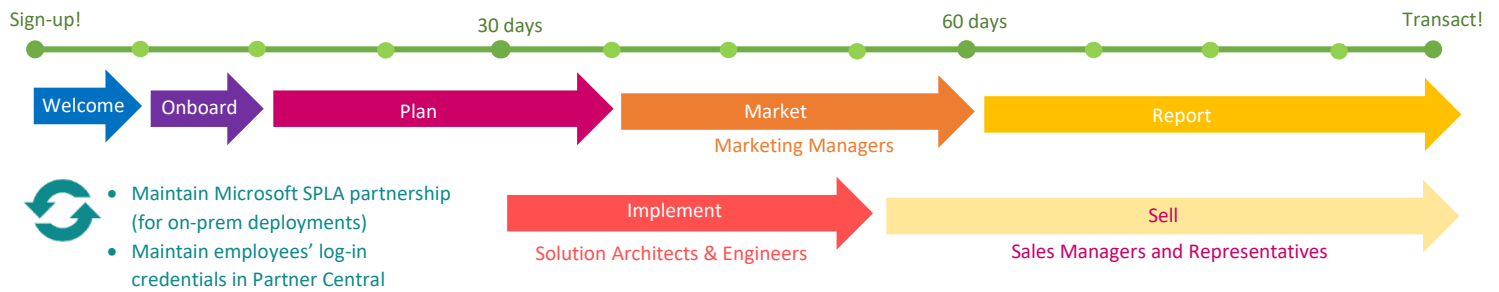 Sign-up!
30 days
60 days
Transact!
Welcome
Onboard
Plan
Market
Report
Marketing Managers
• Maintain Microsoft SPLA partnership
(for on-prem deployments)
• Maintain employees’ log-in
credentials in Partner Central
Implement
Solution Architects & Engineers
Sell
Sales Managers and Representatives